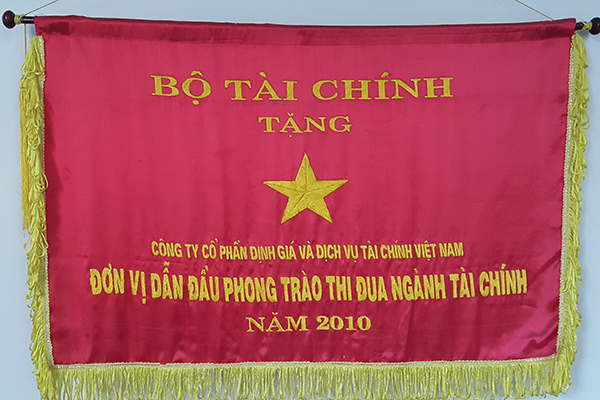 BỘ TÀI CHÍNH
TẶNG
CÔNG TY CỔ PHẦN ĐỊNH GIÁ VÀ DỊCH VỤ TÀI CHÍNH VIỆT NAM
ĐƠN VỊ DẪN ĐẦU PHONG TRÀO THI ĐUA NGÀNH TÀI CHÍNH
NĂM 2010